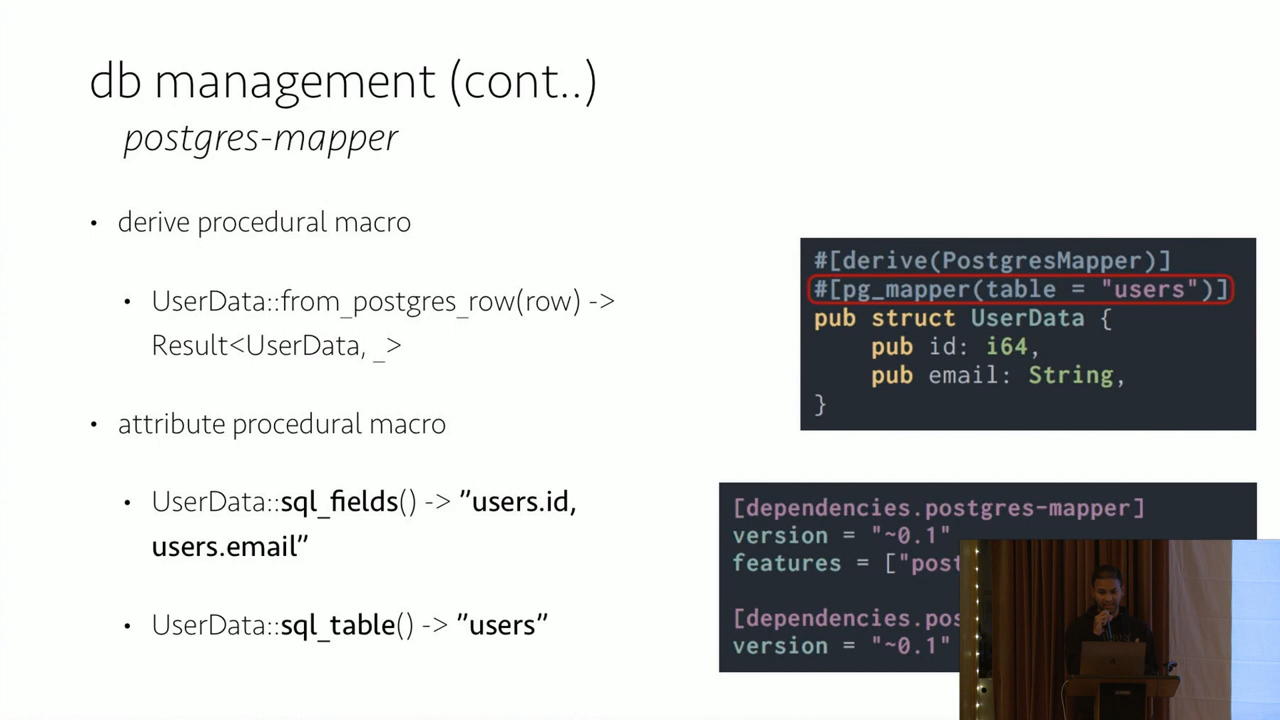 db management (cont..)
postgres-mapper
• derive procedural macro
• UserData::from_postgres_row(row) ->
Result<UserData, _>
• attribute procedural macro
• UserData::sql_fields() -> ”users.id,
users.email”
• UserData::sql_table() -> ”users”
#[derive(PostgresMapper)]
#[pg_mapper(table = "users")]
pub struct UserData {
pub id: i64,
pub email: String,
}
[dependencies.postgres-mapper]
version = "~0.1"
features = ["post
[dependencies.pos
version = "~0.1"